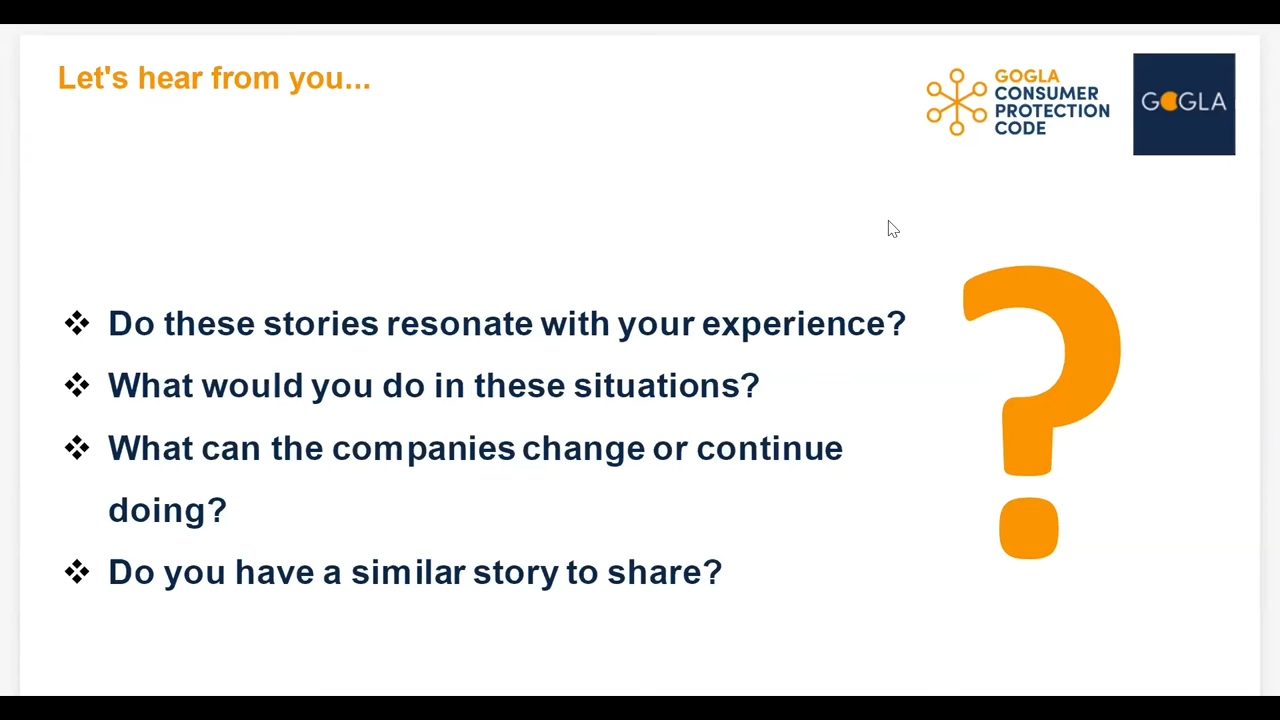 Let's hear from you...
GOGLA
CONSUMER
PROTECTION
CODE
GOGLA
Do these stories resonate with your experience?
What would you do in these situations?
What can the companies change or continue
doing?
Do you have a similar story to share?
?